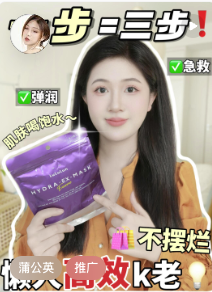 一步=三步❗
✅急救
✅弹润
肌肤喝饱水～
HYDRA-EX MASK
🛍️不摆烂
懒人高效k老💡
蒲公英 推广